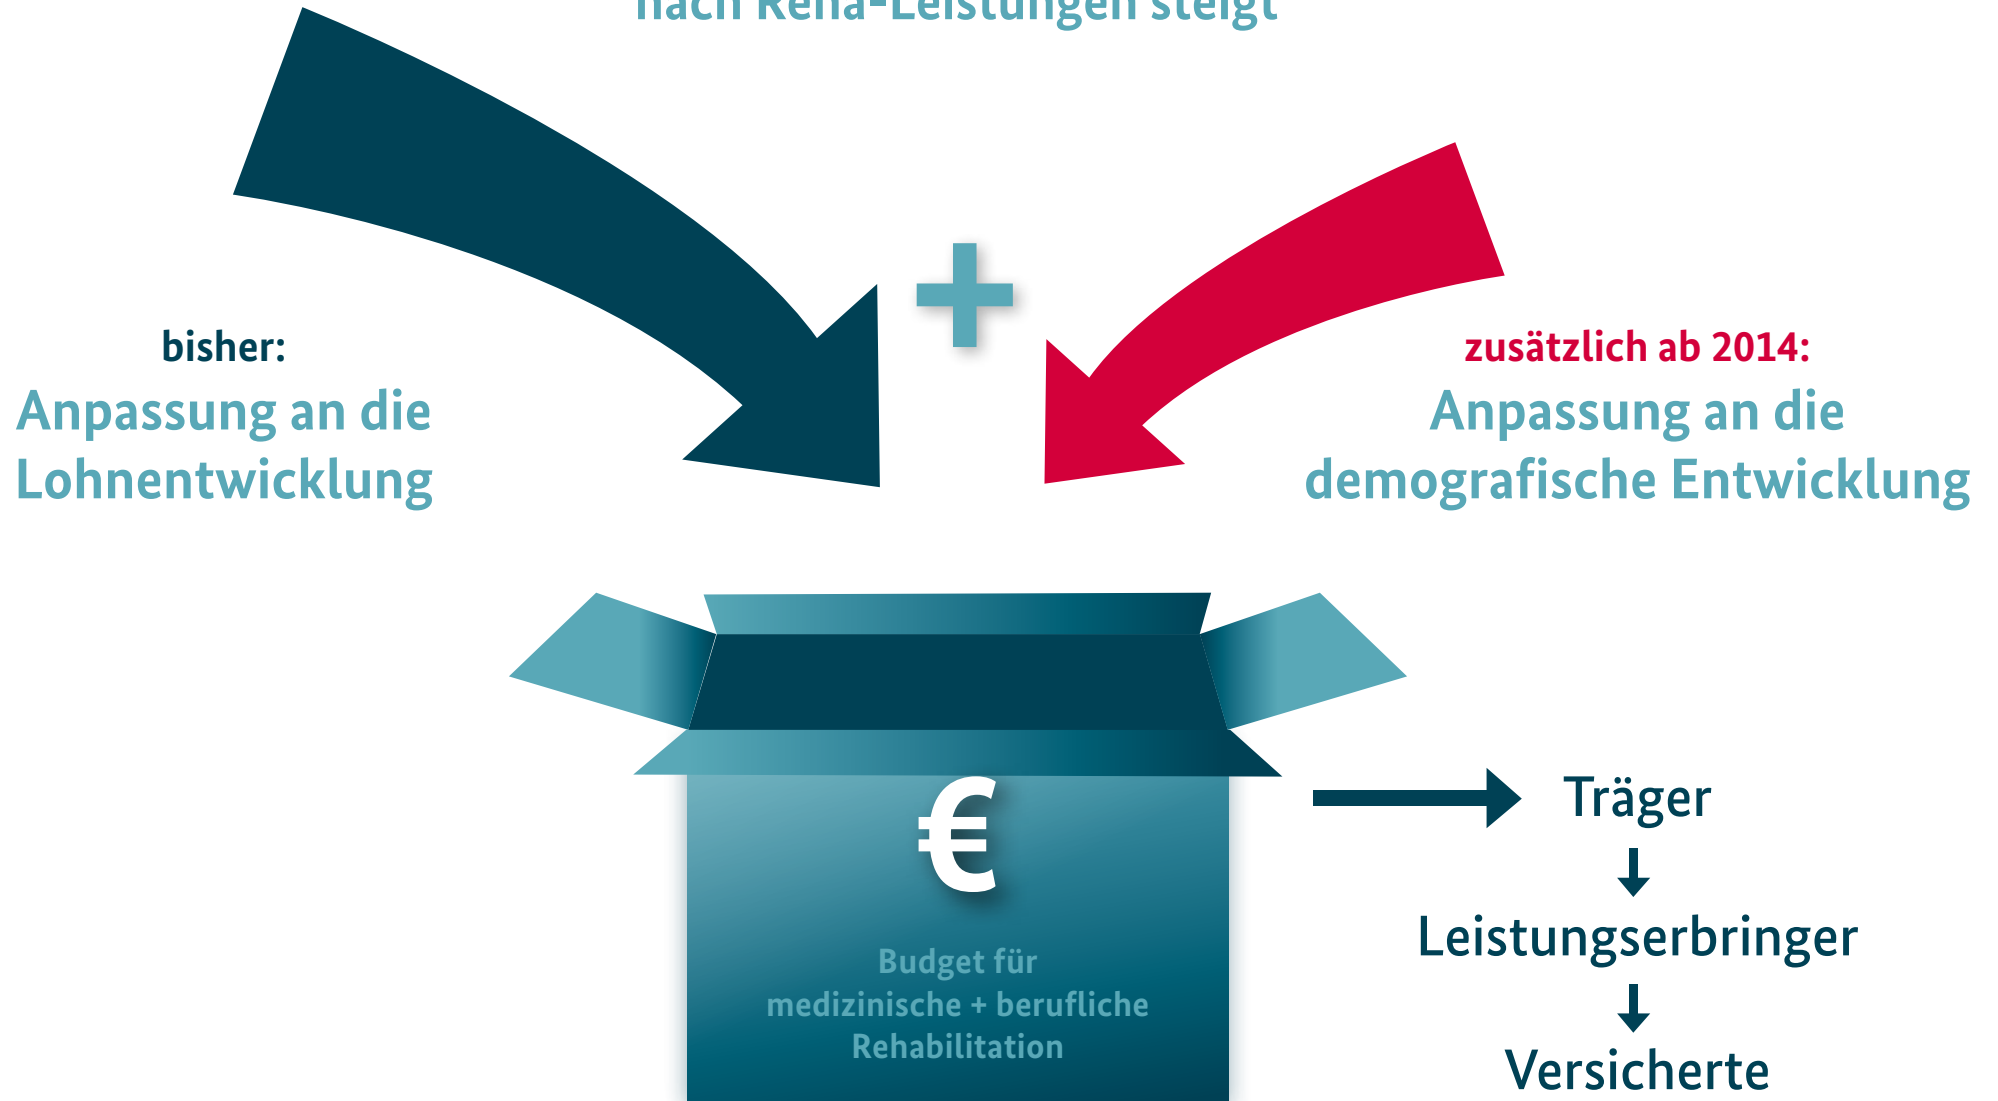 nach Reha-Leistungen steigt
+
bisher:
Anpassung an die
Lohnentwicklung
zusätzlich ab 2014:
Anpassung an die
demografische Entwicklung
€
Budget für
medizinische + berufliche
Rehabilitation
Träger
Leistungserbringer
Versicherte